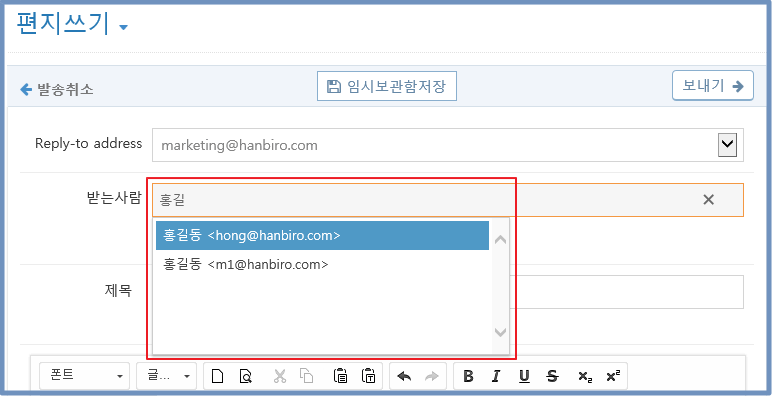 편지쓰기
발송취소 임시보관함저장 보내기
Reply-to address marketing@hanbiro.com
받는사람 홍길
홍길동 <hong@hanbiro.com>
홍길동 <m1@hanbiro.com>
제목
폰트 글... B I U S x₂ x²